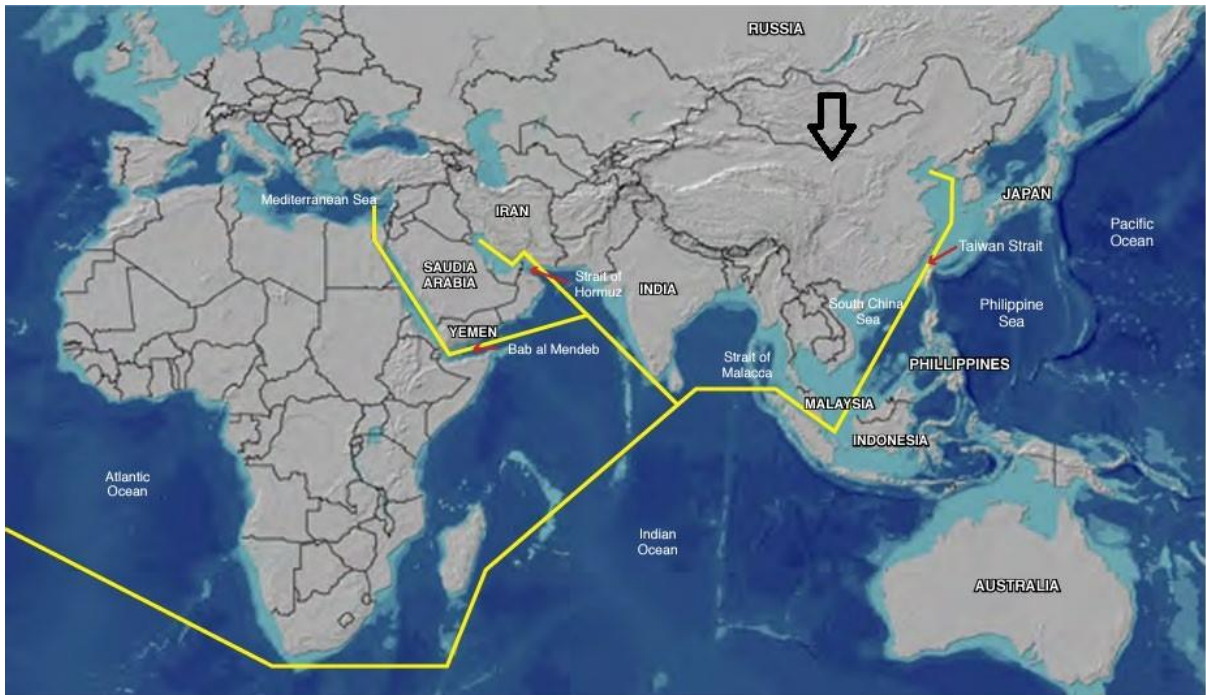 RUSSIA
Mediterranean Sea
IRAN
JAPAN
Pacific
Ocean
Taiwan Strait
SAUDIA
ARABIA
Strait of
Hormuz
INDIA
South China
Sea
Philippine
Sea
YEMEN
Bab al Mendeb
Strait of
Malacca
PHILLIPPINES
MALAYSIA
INDONESIA
Atlantic
Ocean
Indian
Ocean
AUSTRALIA